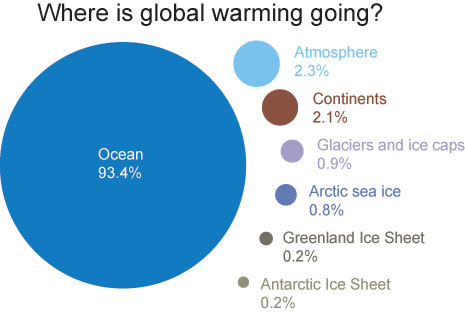 Where is global warming going?
Ocean
93.4%
Atmosphere
2.3%
Continents
2.1%
Glaciers and ice caps
0.9%
Arctic sea ice
0.8%
Greenland Ice Sheet
0.2%
Antarctic Ice Sheet
0.2%